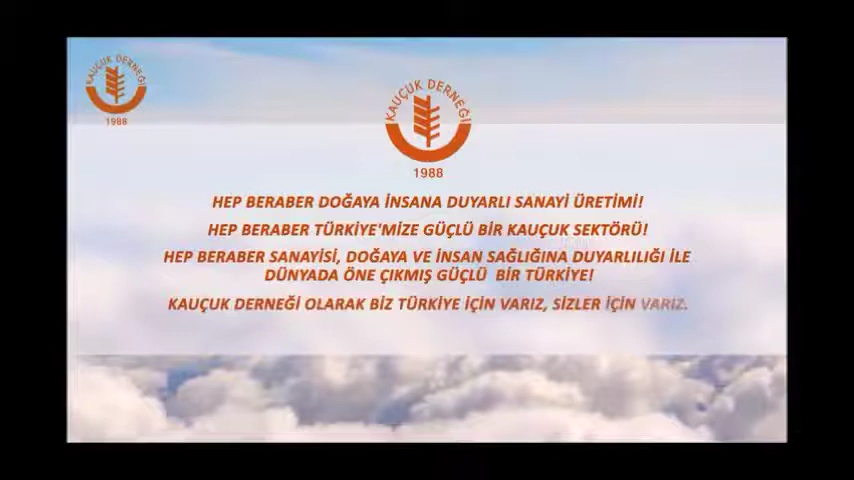 KAUÇUK DERNEĞİ
1988
KAUÇUK DERNEĞİ
1988
HEP BERABER DOĞAYA İNSANA DUYARLI SANAYİ ÜRETİMİ!
HEP BERABER TÜRKİYE'MİZE GÜÇLÜ BİR KAUÇUK SEKTÖRÜ!
HEP BERABER SANAYİSİ, DOĞAYA VE İNSAN SAĞLIĞINA DUYARLILIĞI İLE
DÜNYADA ÖNE ÇIKMIŞ GÜÇLÜ BİR TÜRKİYE!
KAUÇUK DERNEĞİ OLARAK BİZ TÜRKİYE İÇİN VARIZ, SİZLER İÇİN VARIZ.